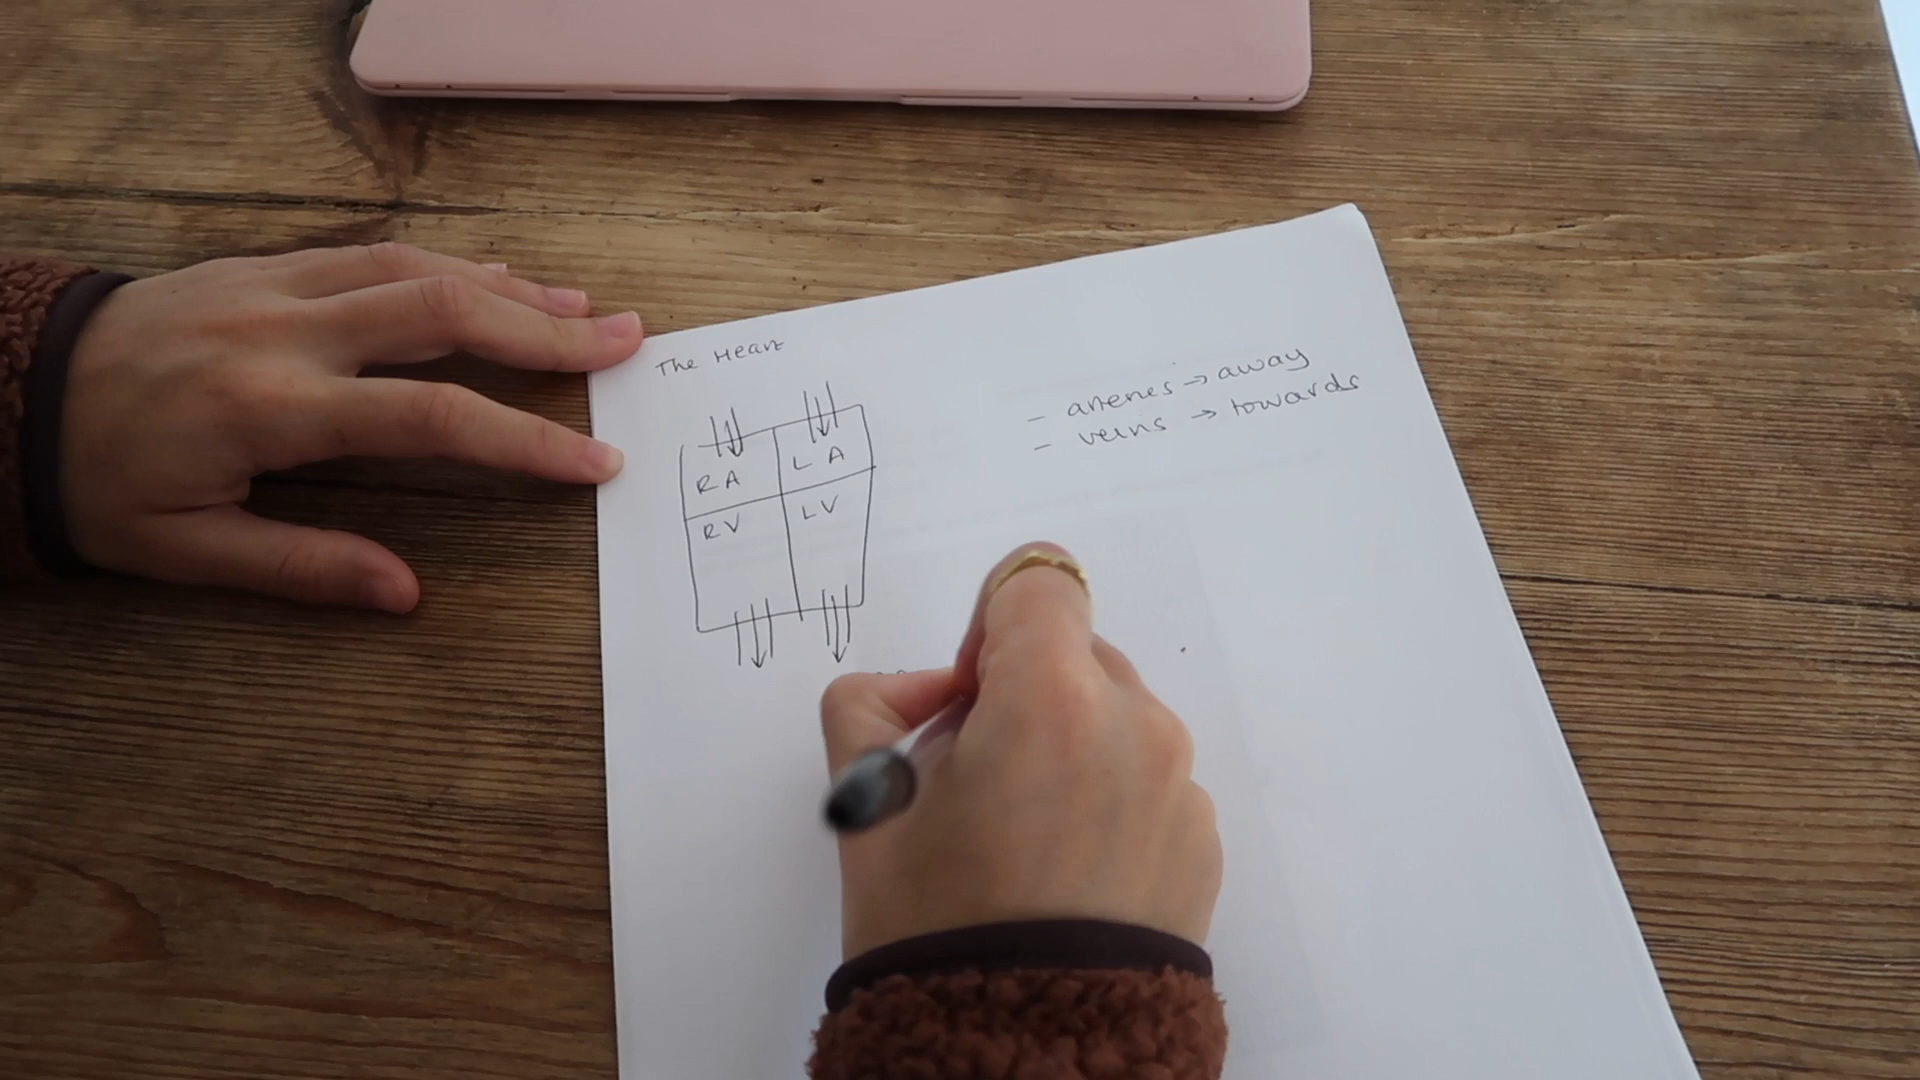 The Heart
- arteries → away
- veins → towards
RA
LA
RV
LV